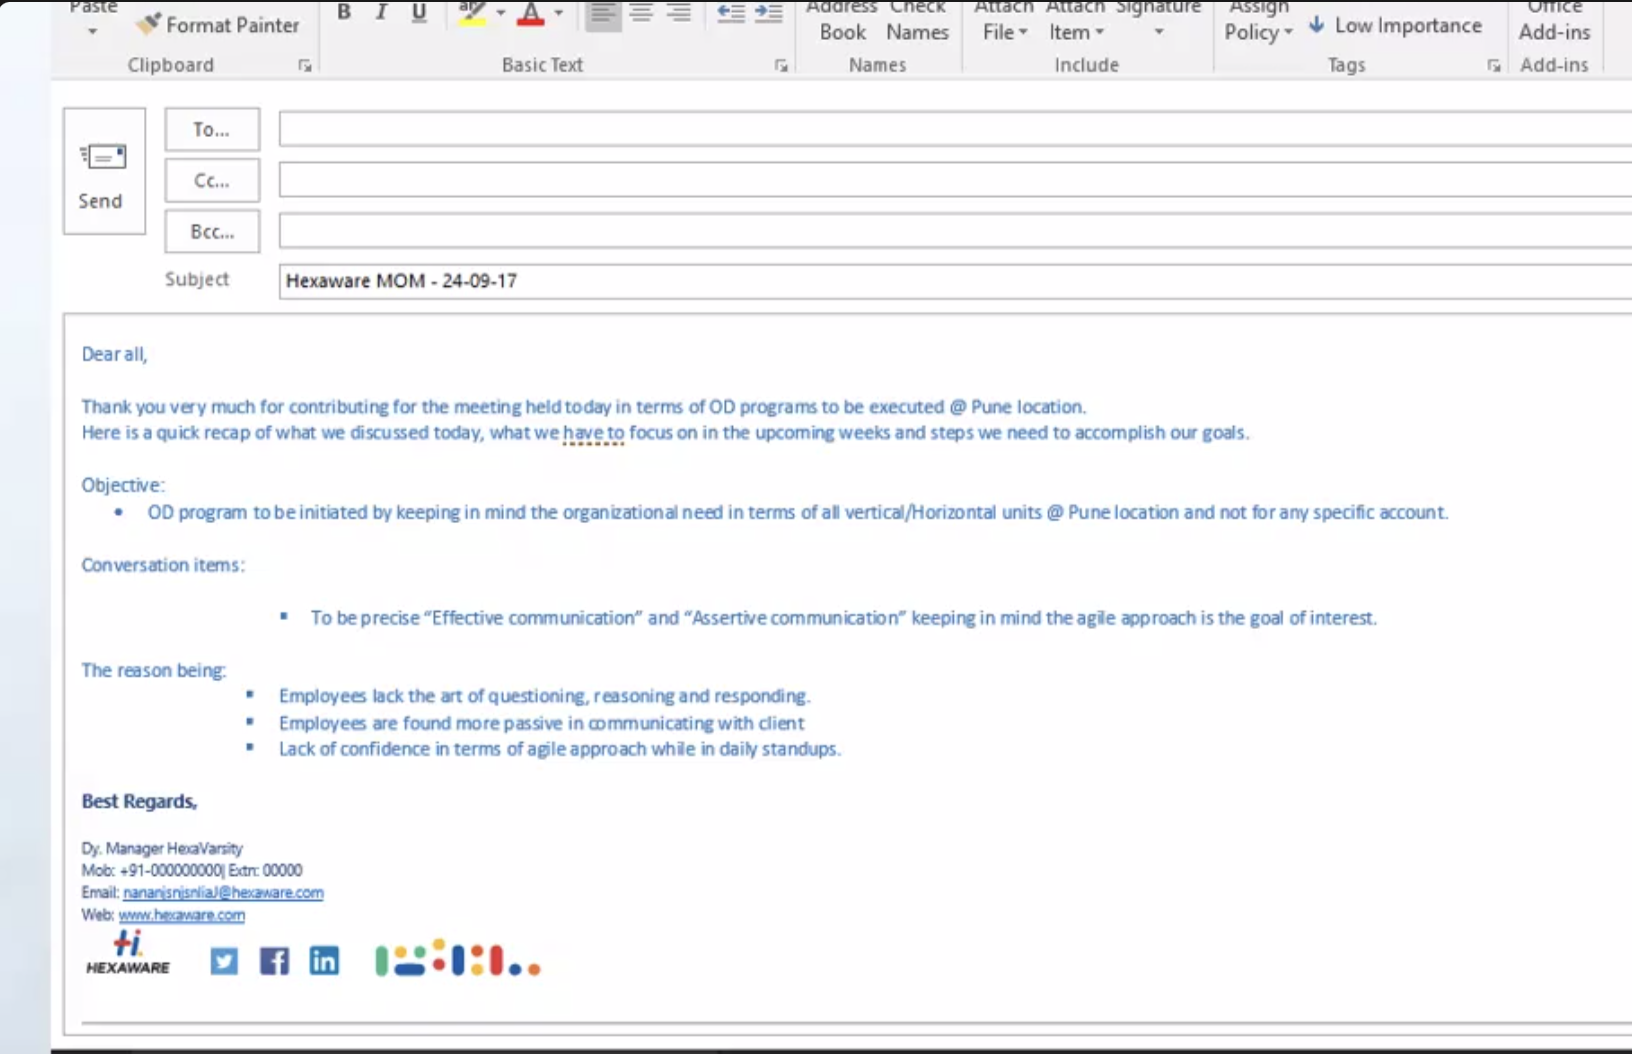 Paste
Format Painter
Clipboard
B I U
A
Basic Text
Address Book
Check Names
Names
Attach File
Attach Item
Signature
Include
Assign Policy
Low Importance
Tags
Office Add-ins
Add-ins
Send
To...
Cc...
Bcc...
Subject
Hexaware MOM - 24-09-17
Dear all,
Thank you very much for contributing for the meeting held today in terms of OD programs to be executed @ Pune location.
Here is a quick recap of what we discussed today, what we have to focus on in the upcoming weeks and steps we need to accomplish our goals.
Objective:
• OD program to be initiated by keeping in mind the organizational need in terms of all vertical/Horizontal units @ Pune location and not for any specific account.
Conversation items:
▪ To be precise “Effective communication” and “Assertive communication” keeping in mind the agile approach is the goal of interest.
The reason being:
▪ Employees lack the art of questioning, reasoning and responding.
▪ Employees are found more passive in communicating with client
▪ Lack of confidence in terms of agile approach while in daily standups.
Best Regards,
Dy. Manager HexaVarsity
Mob: +91-000000000| Extn: 00000
Email:
Web: www.hexaware.com
Hi.
HEXAWARE